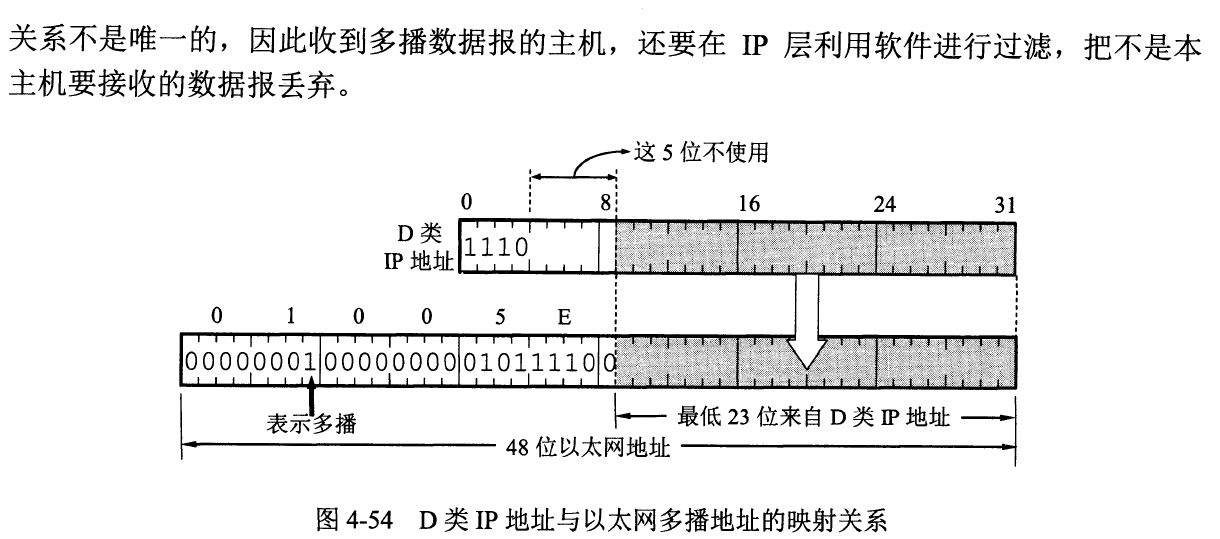 关系不是唯一的，因此收到多播数据报的主机，还要在 IP 层利用软件进行过滤，把不是本
主机要接收的数据报丢弃。
这 5 位不使用
0 8 16 24 31
D 类
IP 地址
1110
0 1 0 0 5 E
00000001 00000000 01011110 0
表示多播
最低 23 位来自 D 类 IP 地址
48 位以太网地址
图 4-54 D 类 IP 地址与以太网多播地址的映射关系